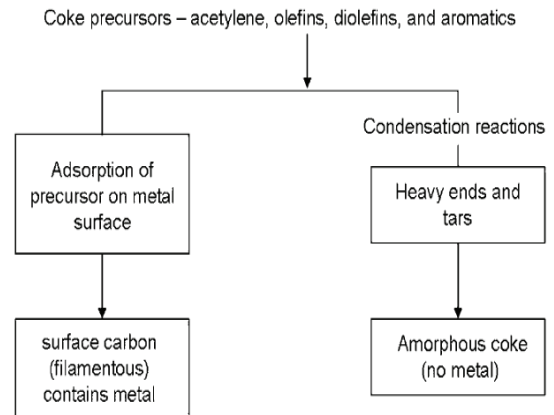 Coke precursors – acetylene, olefins, diolefins, and aromatics
Condensation reactions
Adsorption of
precursor on metal
surface
Heavy ends and
tars
surface carbon
(filamentous)
contains metal
Amorphous coke
(no metal)